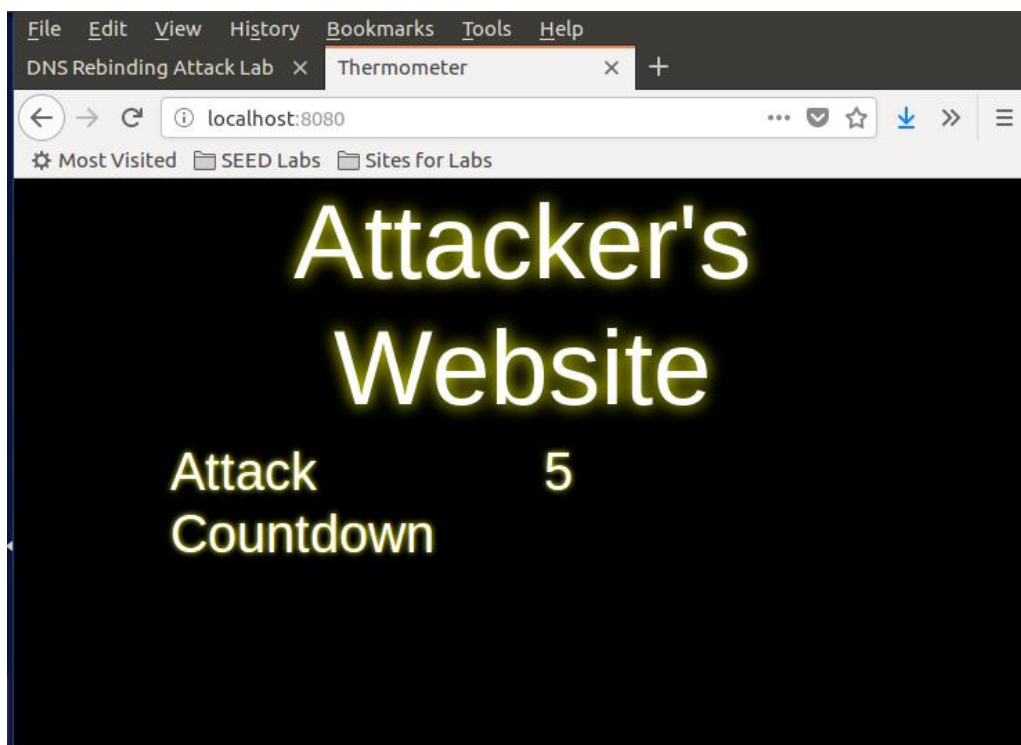 File Edit View History Bookmarks Tools Help
DNS Rebinding Attack Lab × Thermometer × +
localhost:8080 ··· »
Most Visited SEED Labs Sites for Labs
Attacker's
Website
Attack 5
Countdown